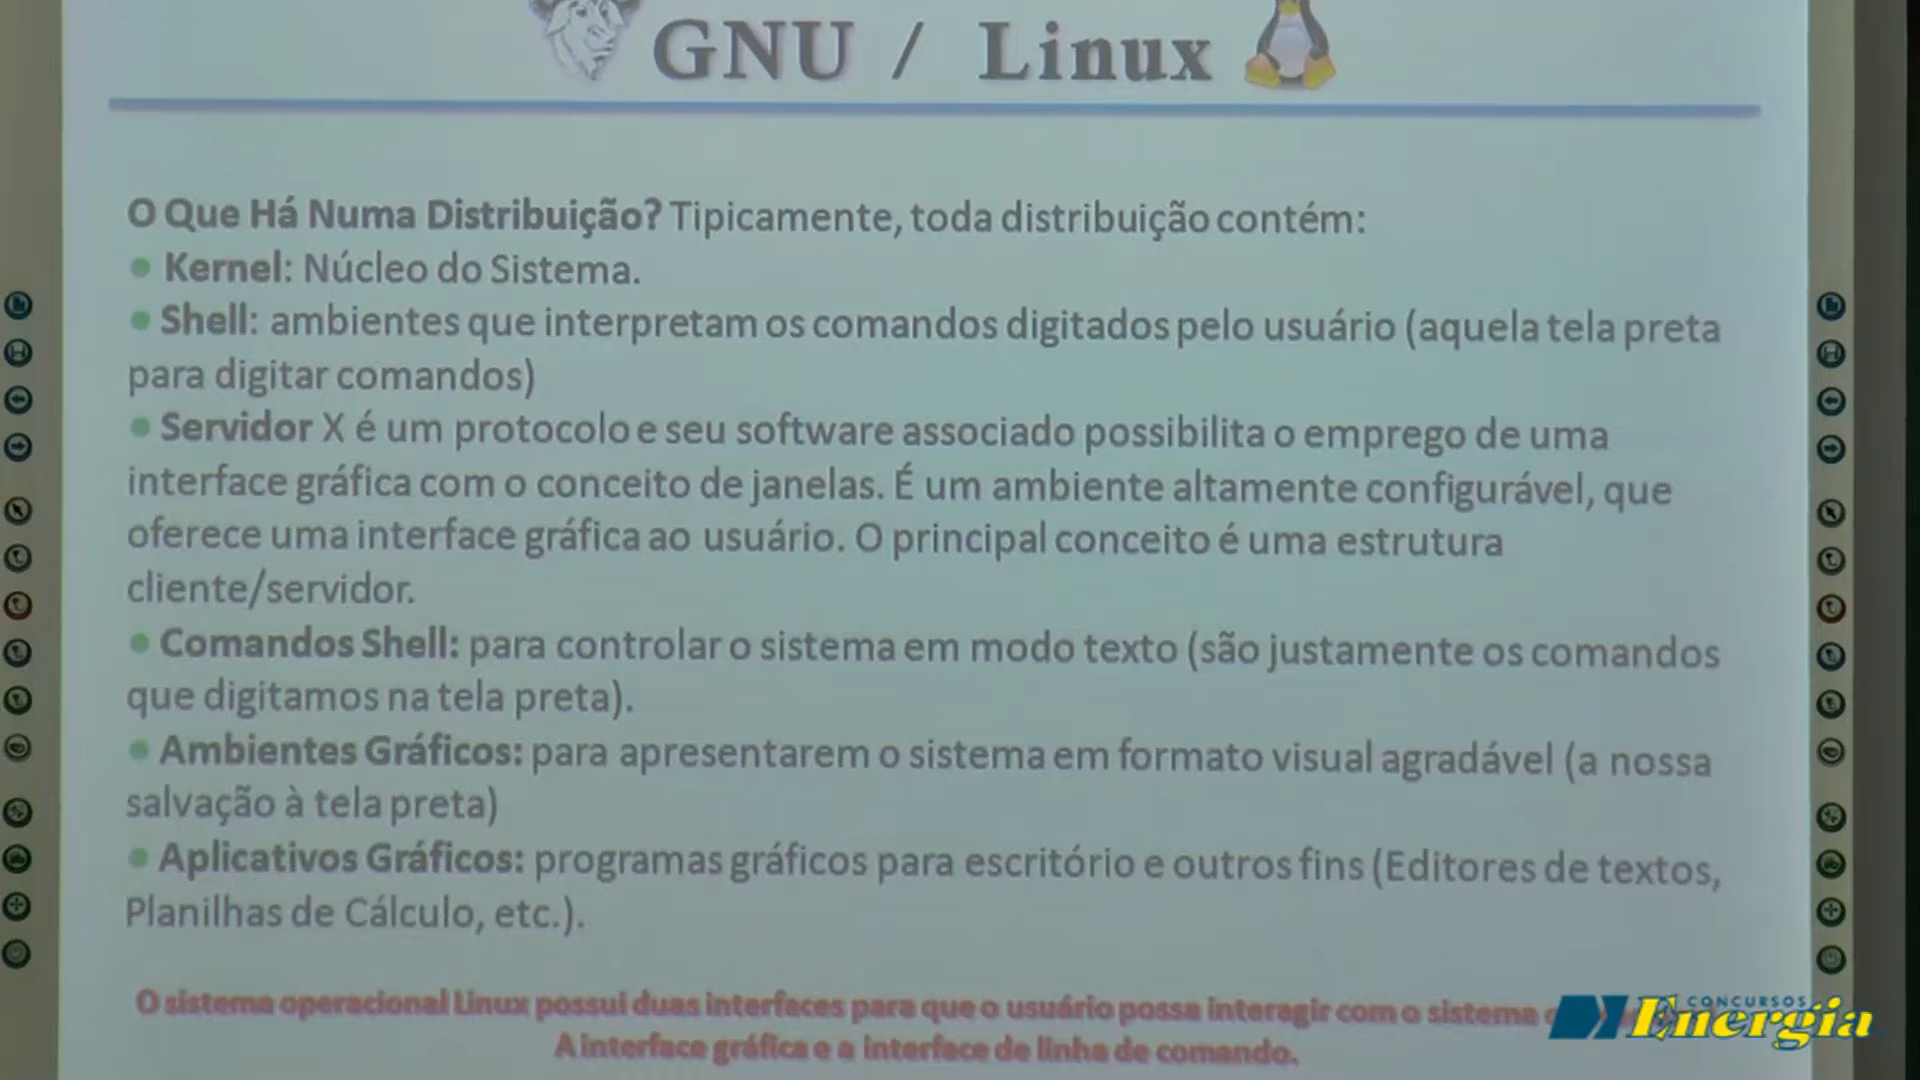 GNU / Linux
O Que Há Numa Distribuição? Tipicamente, toda distribuição contém:
• Kernel: Núcleo do Sistema.
• Shell: ambientes que interpretam os comandos digitados pelo usuário (aquela tela preta
para digitar comandos)
• Servidor X é um protocolo e seu software associado possibilita o emprego de uma
interface gráfica com o conceito de janelas. É um ambiente altamente configurável, que
oferece uma interface gráfica ao usuário. O principal conceito é uma estrutura
cliente/servidor.
• Comandos Shell: para controlar o sistema em modo texto (são justamente os comandos
que digitamos na tela preta).
• Ambientes Gráficos: para apresentarem o sistema em formato visual agradável (a nossa
salvação à tela preta)
• Aplicativos Gráficos: programas gráficos para escritório e outros fins (Editores de textos,
Planilhas de Cálculo, etc.).
O sistema operacional Linux possui duas interfaces para que o usuário possa interagir com o sistema
A interface gráfica e a interface de linha de comando.
CONCURSOS
Energia